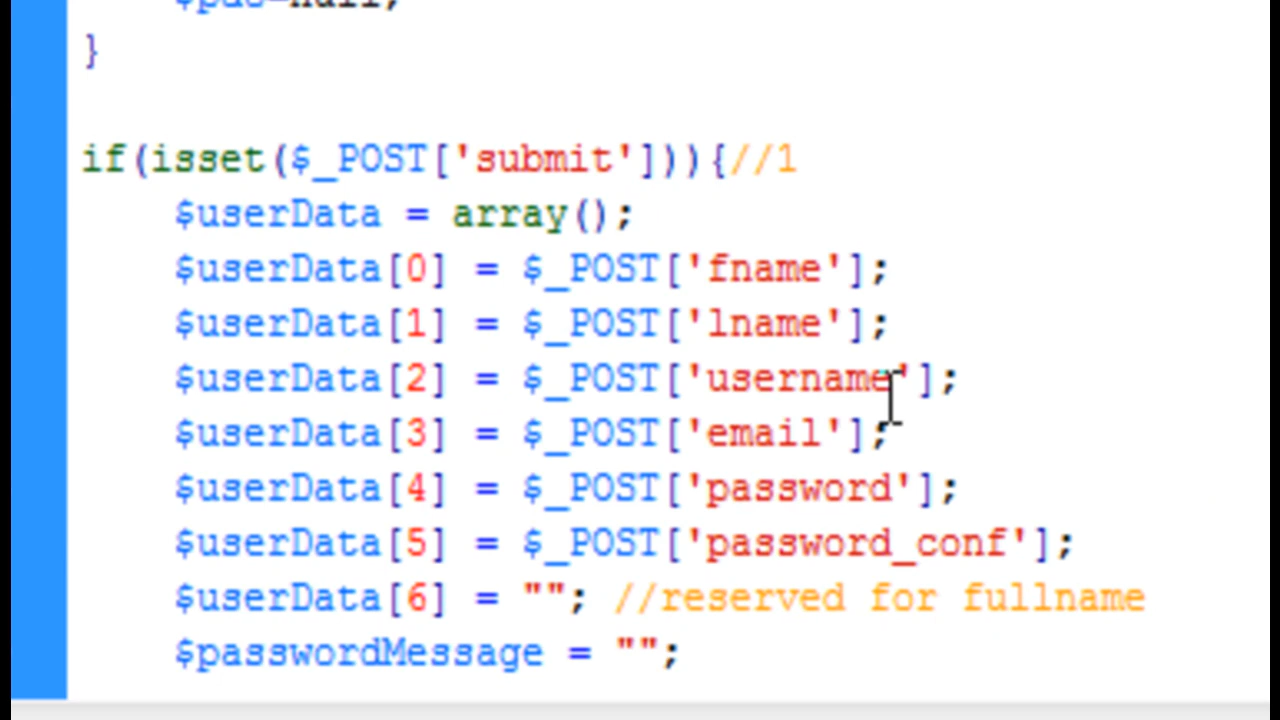 }
if(isset($_POST['submit'])){//1
$userData = array();
$userData[0] = $_POST['fname'];
$userData[1] = $_POST['lname'];
$userData[2] = $_POST['username'];
$userData[3] = $_POST['email'];
$userData[4] = $_POST['password'];
$userData[5] = $_POST['password_conf'];
$userData[6] = ""; //reserved for fullname
$passwordMessage = "";